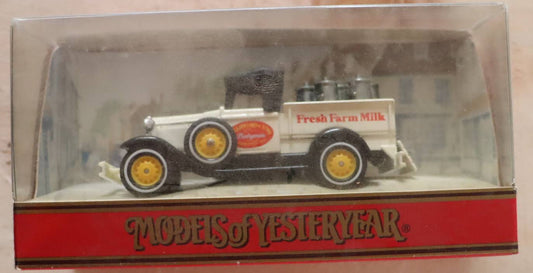 Fresh Farm Milk
MODELS of YESTERYEAR®